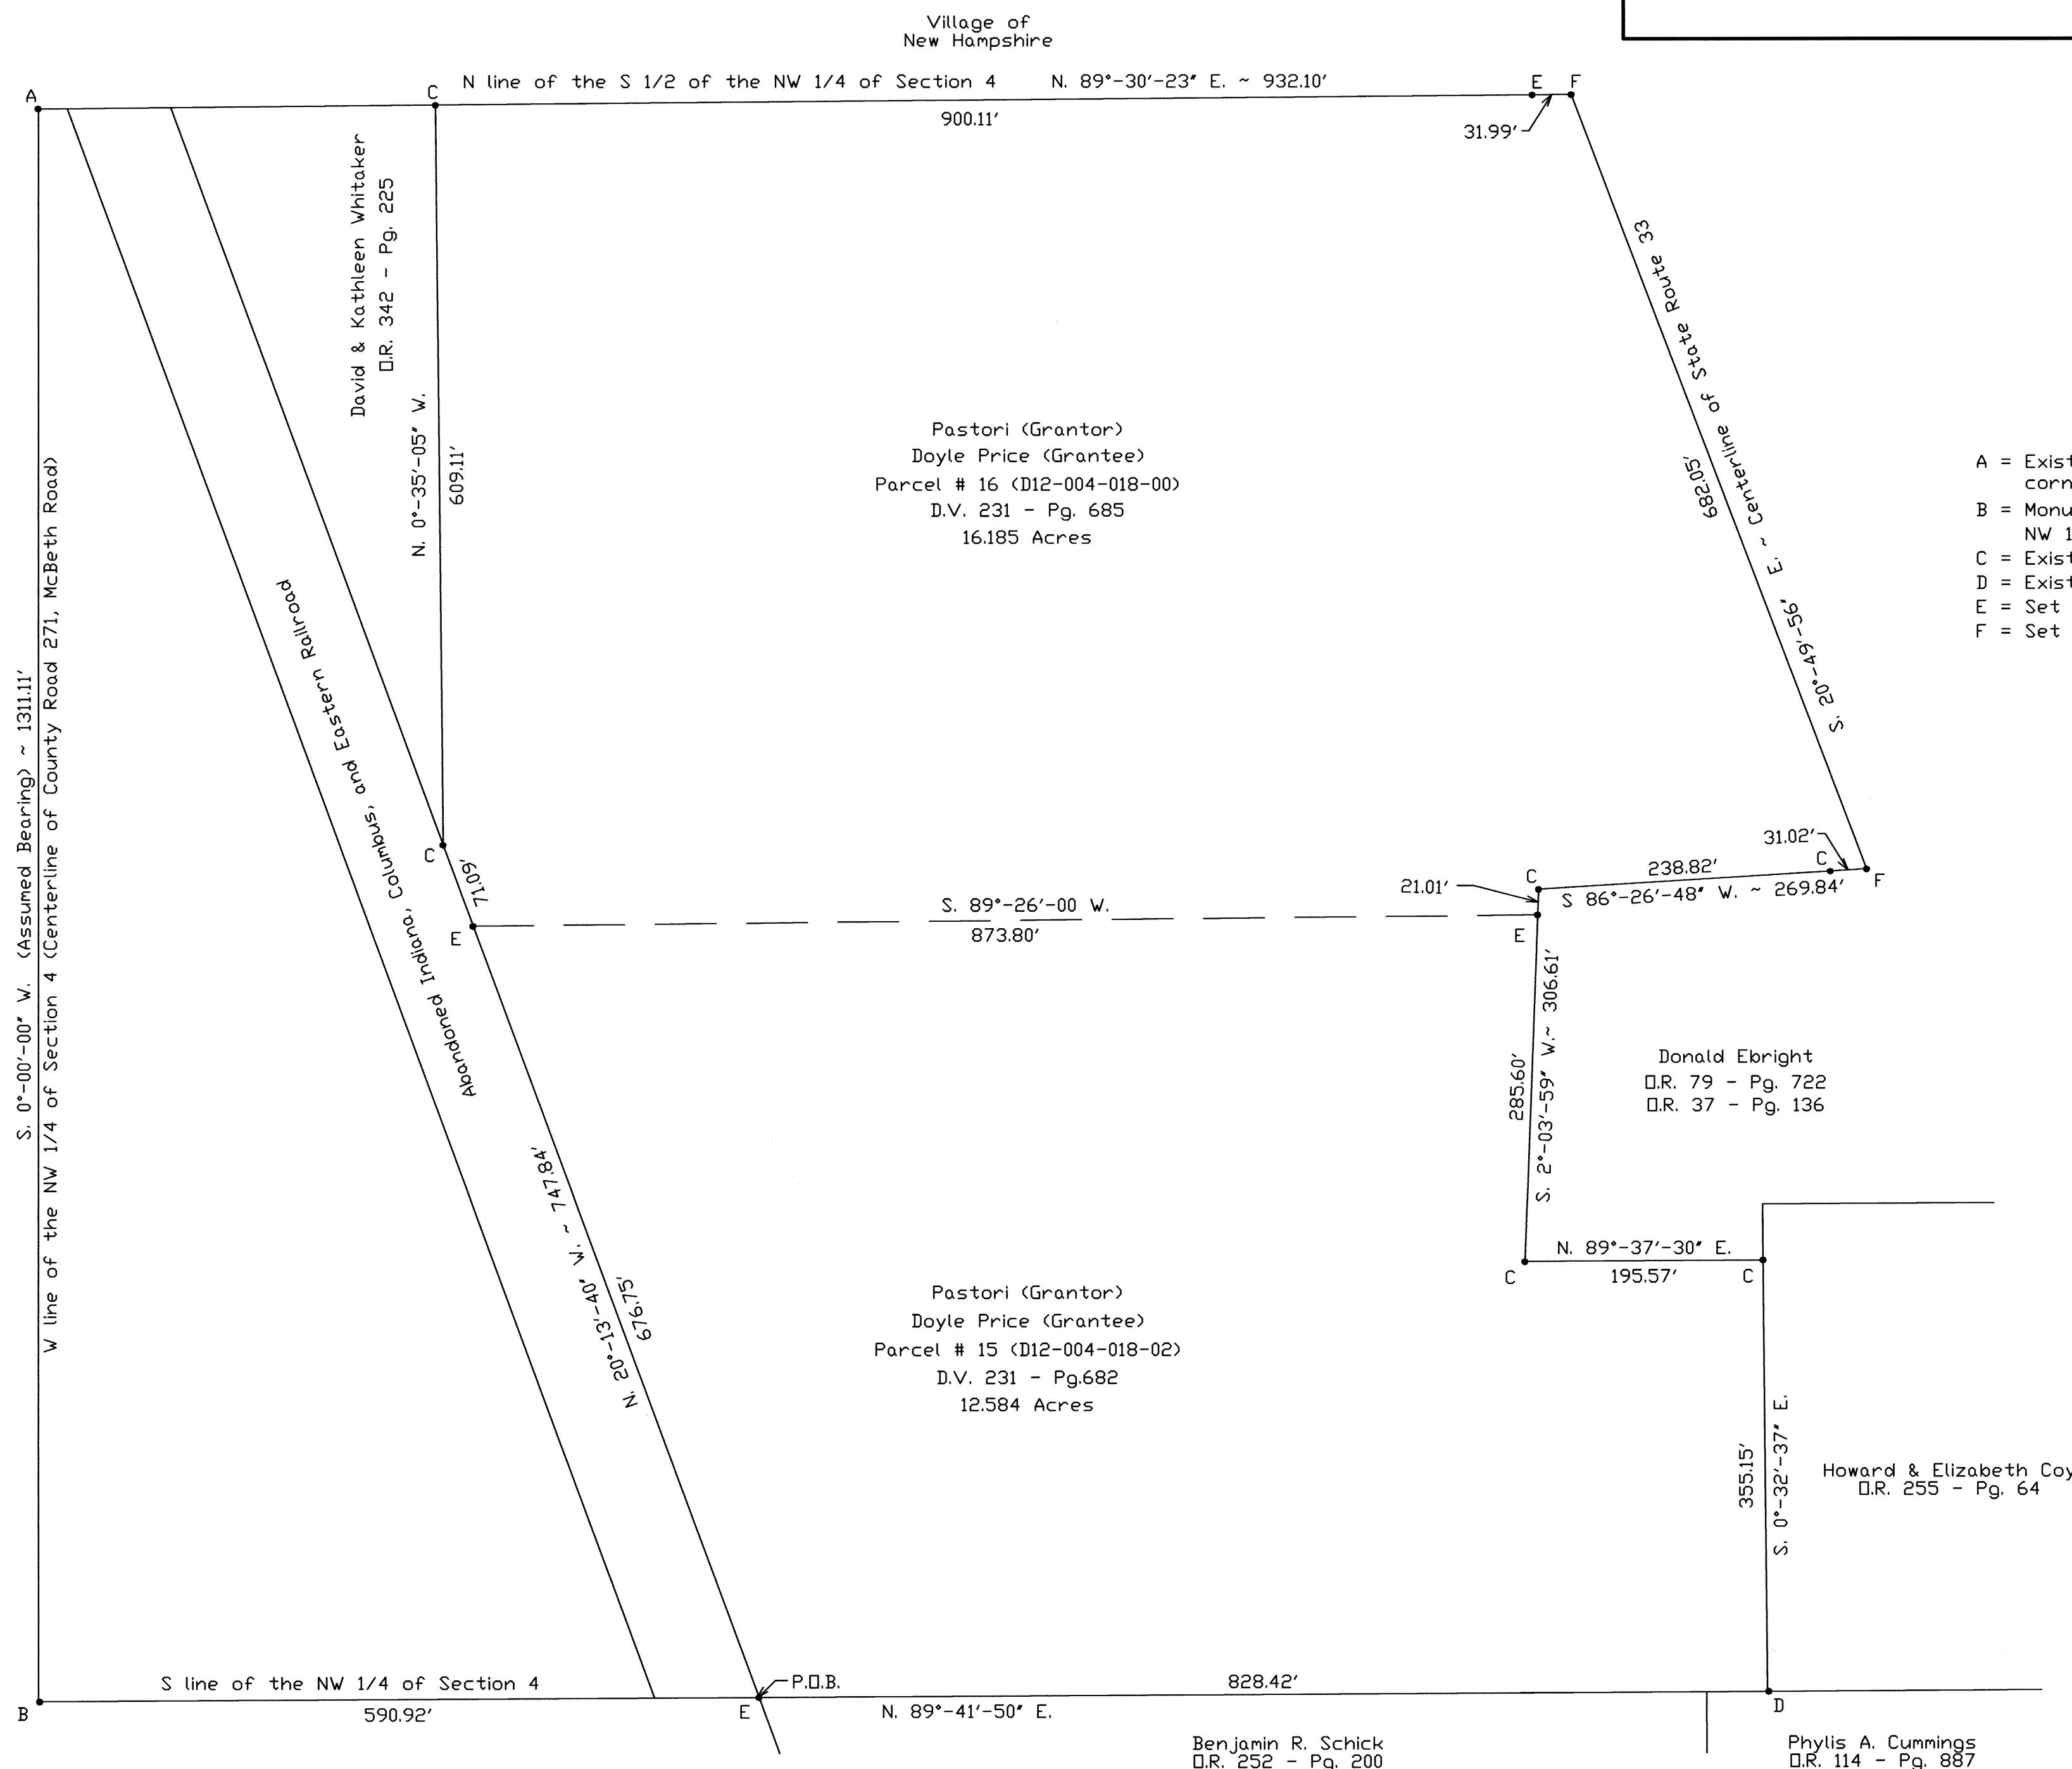 Village of
New Hampshire
N line of the S 1/2 of the NW 1/4 of Section 4 N. 89°-30'-23" E. ~ 932.10'
A
C
E F
900.11'
31.99'
David & Kathleen Whitaker
O.R. 342 - Pg. 225
N. 0°-35'-05" W.
609.11'
Centerline of State Route 33
S. 20°-49'-56" E. ~
682.05'
Pastori (Grantor)
Doyle Price (Grantee)
Parcel # 16 (D12-004-018-00)
D.V. 231 - Pg. 685
16.185 Acres
A = Exist
corn
B = Monu
NW 1
C = Exist
D = Exist
E = Set
F = Set
S. 0°-00'-00" W. (Assumed Bearing) ~ 1311.11'
W line of the NW 1/4 of Section 4 (Centerline of County Road 271, McBeth Road)
Abandoned Indiana, Columbus, and Eastern Railroad
C
71.09'
E
S. 89°-26'-00 W.
873.80'
31.02'
238.82'
C
C
F
S 86°-26'-48" W. ~ 269.84'
21.01'
E
285.60'
S. 2°-03'-59" W.~ 306.61'
Donald Ebright
O.R. 79 - Pg. 722
O.R. 37 - Pg. 136
N. 89°-37'-30" E.
195.57'
C
C
N. 20°-13'-40" W. ~ 747.84'
676.75'
Pastori (Grantor)
Doyle Price (Grantee)
Parcel # 15 (D12-004-018-02)
D.V. 231 - Pg.682
12.584 Acres
355.15'
S. 0°-32'-37" E.
Howard & Elizabeth Coy
O.R. 255 - Pg. 64
S line of the NW 1/4 of Section 4
590.92'
B
E
P.O.B.
828.42'
N. 89°-41'-50" E.
D
Benjamin R. Schick
O.R. 252 - Pg. 200
Phylis A. Cummings
O.R. 114 - Pg. 887